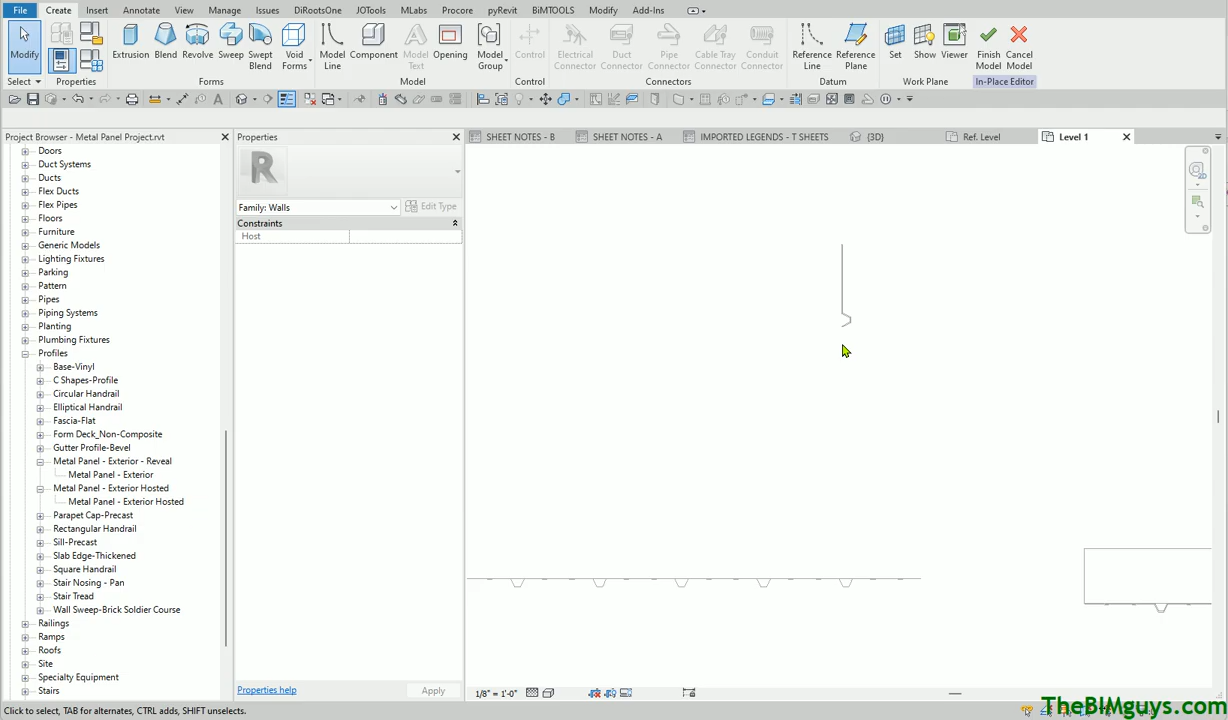 File Create Insert Annotate View Manage Issues DiRootsOne JOTools MLabs Procore pyRevit BiMTOOLS Modify Add-Ins
Modify Extrusion Blend Revolve Sweep Swept Blend Void Forms Model Line Component Model Text Opening Model Group Control Electrical Connector Duct Connector Pipe Connector Cable Tray Connector Conduit Connector Reference Line Reference Plane Set Show Viewer Finish Model Cancel Model
Select Properties Forms Model Control Connectors Datum Work Plane In-Place Editor
Project Browser - Metal Panel Project.rvt
Properties
SHEET NOTES - B
SHEET NOTES - A
IMPORTED LEGENDS - T SHEETS
{3D}
Ref. Level
Level 1
Doors
Duct Systems
Ducts
Flex Ducts
Flex Pipes
Floors
Furniture
Generic Models
Lighting Fixtures
Parking
Pattern
Pipes
Piping Systems
Planting
Plumbing Fixtures
Profiles
Base-Vinyl
C Shapes-Profile
Circular Handrail
Elliptical Handrail
Fascia-Flat
Form Deck_Non-Composite
Gutter Profile-Bevel
Metal Panel - Exterior - Reveal
Metal Panel - Exterior
Metal Panel - Exterior Hosted
Metal Panel - Exterior Hosted
Parapet Cap-Precast
Rectangular Handrail
Sill-Precast
Slab Edge-Thickened
Square Handrail
Stair Nosing - Pan
Stair Tread
Wall Sweep-Brick Soldier Course
Railings
Ramps
Roofs
Site
Specialty Equipment
Stairs
R
Family: Walls
Edit Type
Constraints
Host
Properties help
Apply
2D
1/8" = 1'-0"
Click to select, TAB for alternates, CTRL adds, SHIFT unselects.
TheBIMguys.com